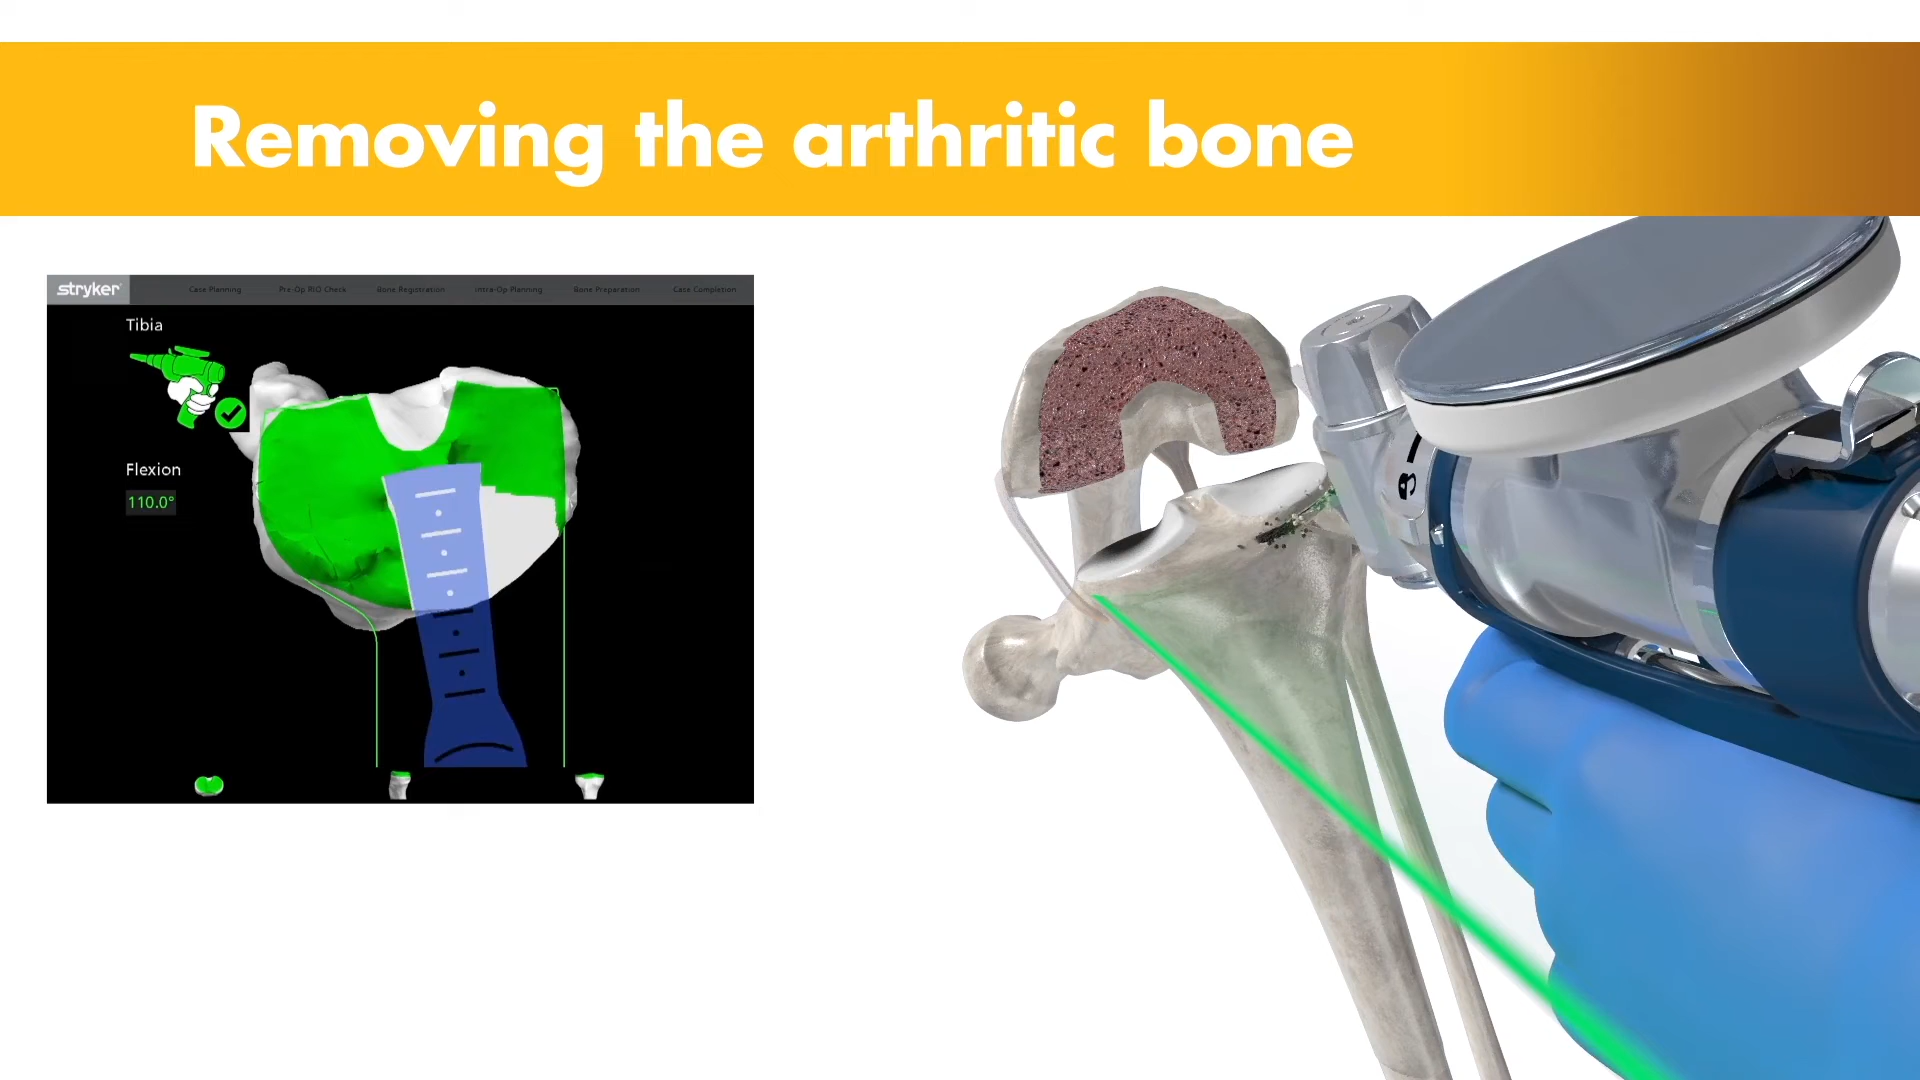 Removing the arthritic bone
stryker
Case Planning Pre-Op RIO Check Bone Registration Intra-Op Planning Bone Preparation Case Completion
Tibia
Flexion
110.0°
3